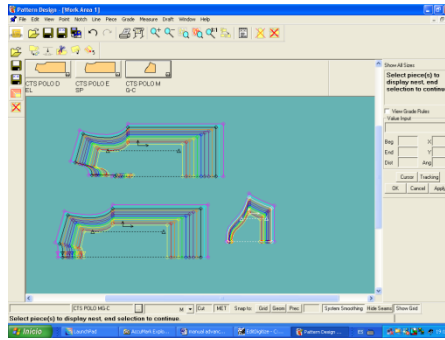 Pattern Design - [Work Area 1]
File Edit View Point Notch Line Piece Grade Measure Draft Window Help
CTS POLO D
EL
CTS POLO E
SP
CTS POLO M
G-C
Show All Sizes
Select piece(s) to
display nest, end
selection to continue
View Grade Rules
Value Input
Beg X
End Y
Dist Ang
Cursor Tracking
OK Cancel Apply
CTS POLO MG-C M Cut MET Snap to: Grid Geom Prec System Smoothing Hide Seams Show Grid
Select piece(s) to display nest, end selection to continue.
Inicio LaunchPad AccuMark Explo... manual advanc... Pattern Design ... ES